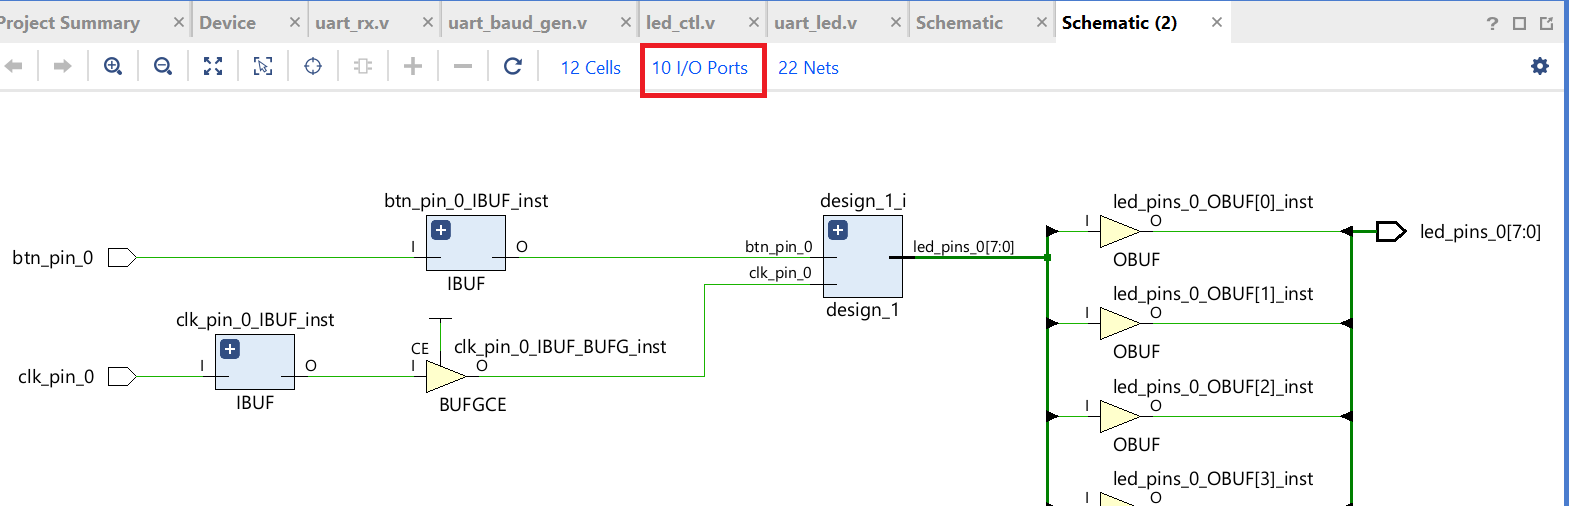 Project Summary Device uart_rx.v uart_baud_gen.v led_ctl.v uart_led.v Schematic Schematic (2)
12 Cells 10 I/O Ports 22 Nets
btn_pin_0_IBUF_inst design_1_i led_pins_0_OBUF[0]_inst
I O
btn_pin_0 I O btn_pin_0 led_pins_0[7:0] led_pins_0[7:0]
IBUF clk_pin_0 OBUF
design_1 led_pins_0_OBUF[1]_inst
clk_pin_0_IBUF_inst I O
CE clk_pin_0_IBUF_BUFG_inst OBUF
clk_pin_0 I O I O
IBUF BUFGCE led_pins_0_OBUF[2]_inst
I O
OBUF
led_pins_0_OBUF[3]_inst
I O